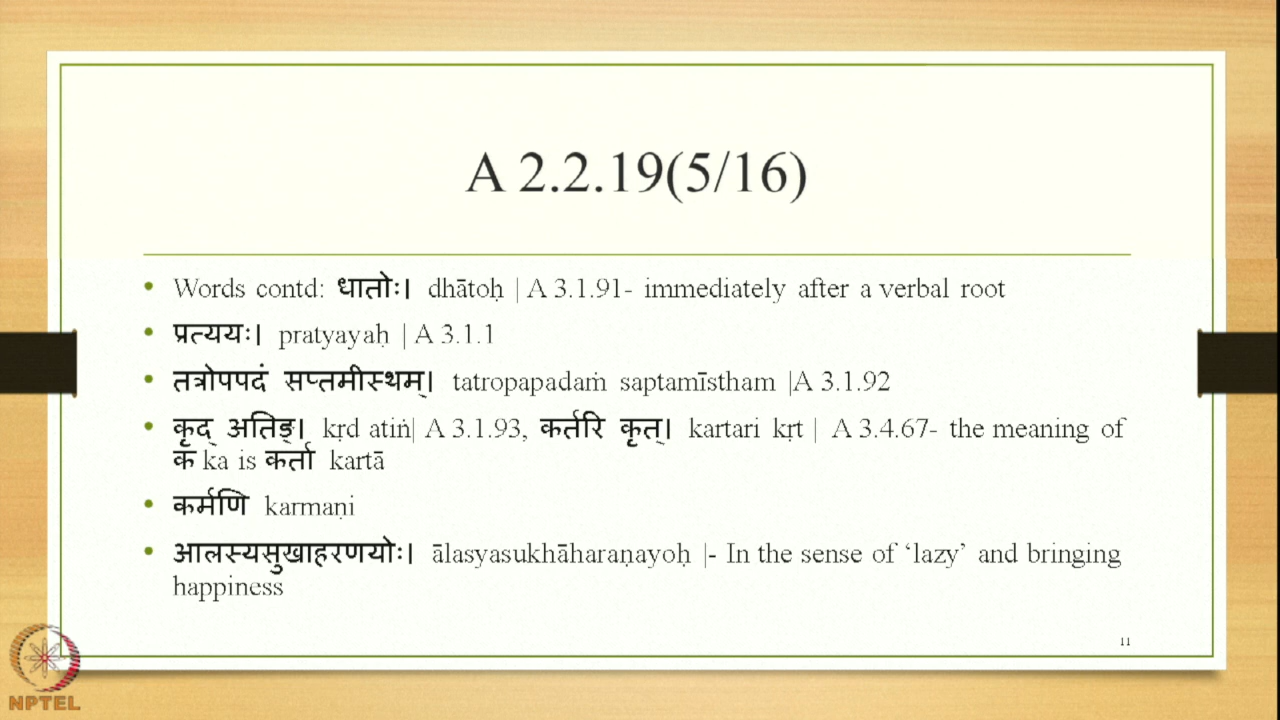 A 2.2.19(5/16)
• Words contd: धातोः। dhātoḥ | A 3.1.91- immediately after a verbal root
• प्रत्ययः। pratyayaḥ | A 3.1.1
• तत्रोपपदं सप्तमीस्थम्। tatropapadaṁ saptamīstham |A 3.1.92
• कृद् अतिङ्। kṛd atiṅ| A 3.1.93, कर्तरि कृत्। kartari kṛt | A 3.4.67- the meaning of
क ka is कर्ता kartā
• कर्मणि karmaṇi
• आलस्यसुखाहरणयोः। ālasyasukhāharaṇayoḥ |- In the sense of ‘lazy’ and bringing
happiness
11
NPTEL